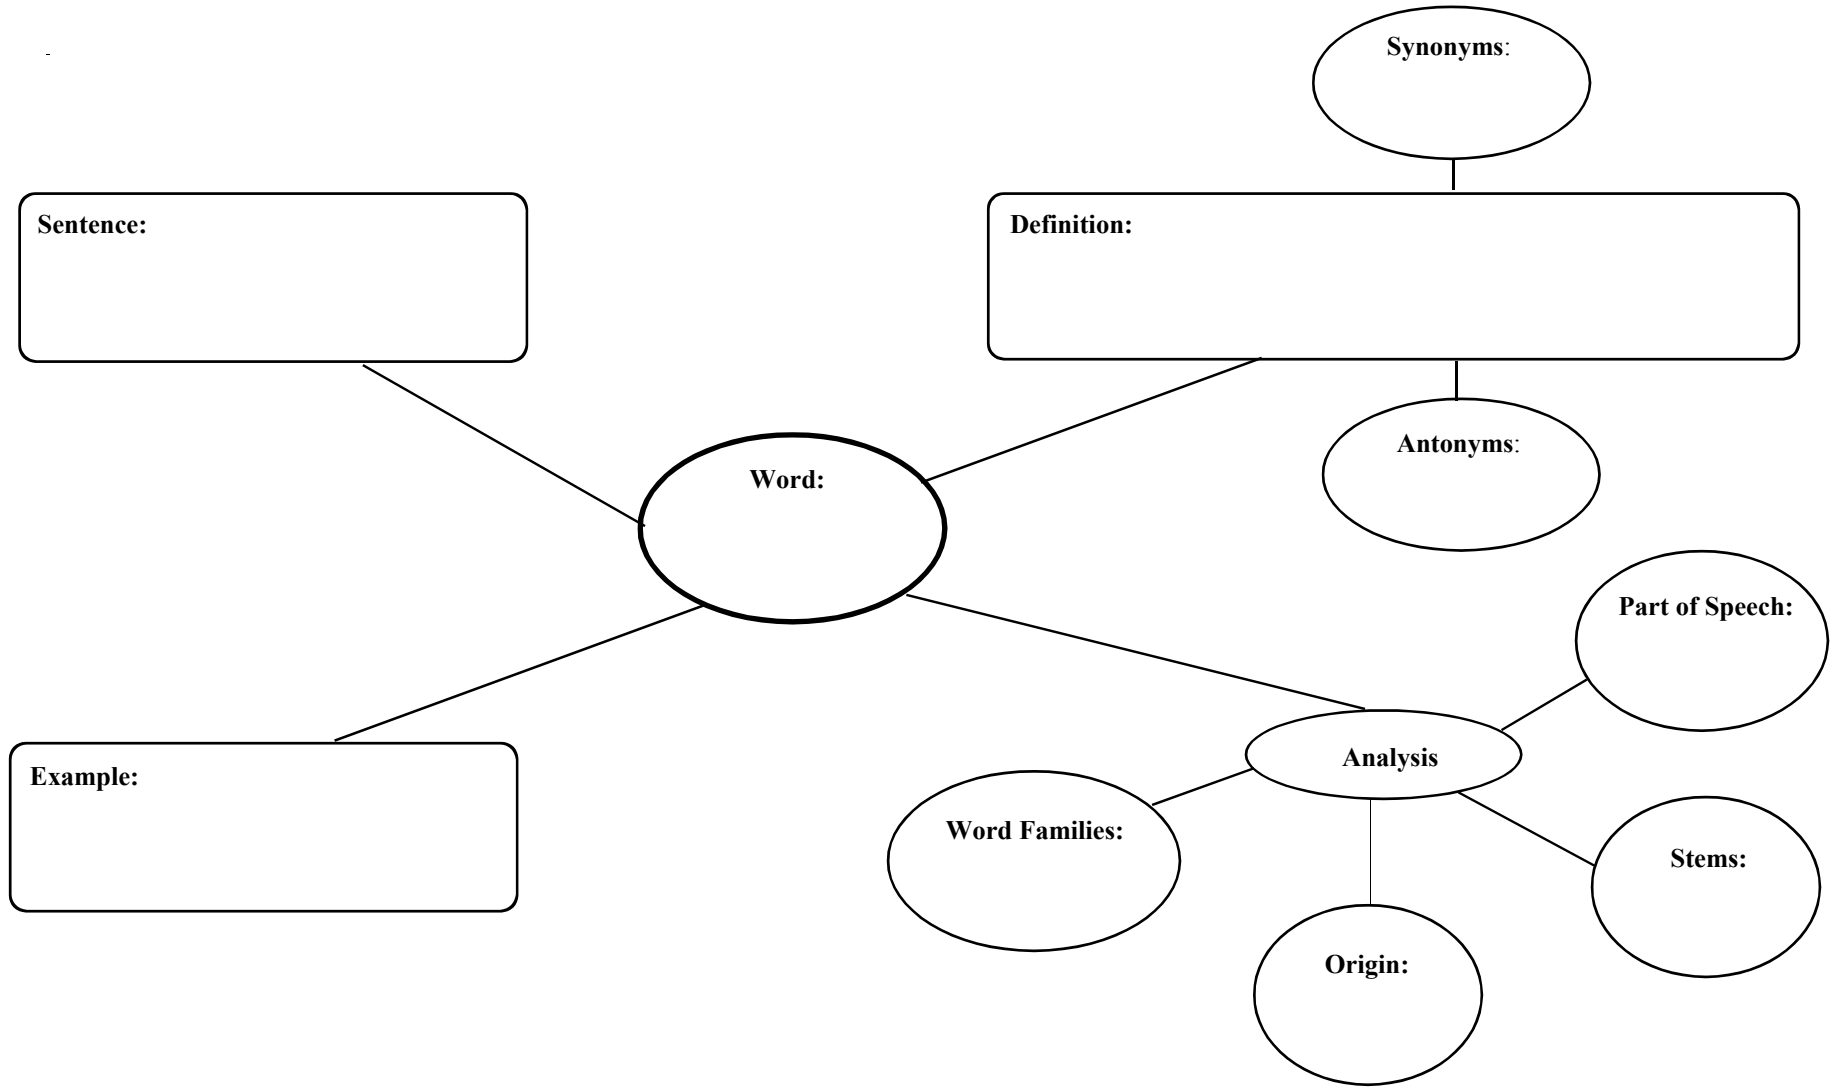 Synonyms:
Sentence:
Definition:
Antonyms:
Word:
Part of Speech:
Analysis
Example:
Word Families:
Stems:
Origin: